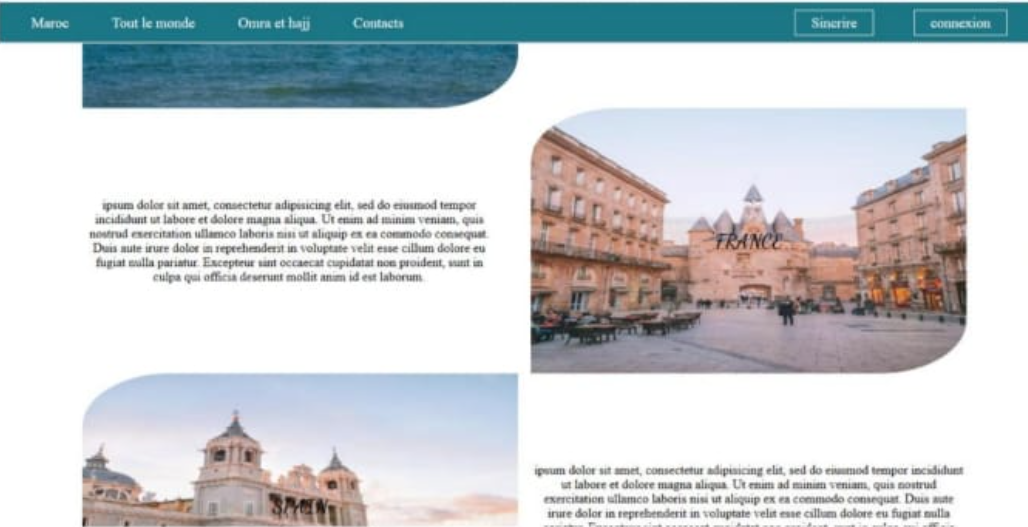 Maroc Tout le monde Omra et hajj Contacts Sincrire connexion
ipsum dolor sit amet, consectetur adipisicing elit, sed do eiusmod tempor
incididunt ut labore et dolore magna aliqua. Ut enim ad minim veniam, quis
nostrud exercitation ullamco laboris nisi ut aliquip ex ea commodo consequat.
Duis aute irure dolor in reprehenderit in voluptate velit esse cillum dolore eu
fugiat nulla pariatur. Excepteur sint occaecat cupidatat non proident, sunt in
culpa qui officia deserunt mollit anim id est laborum.
FRANCE
SPAIN
ipsum dolor sit amet, consectetur adipisicing elit, sed do eiusmod tempor incididunt
ut labore et dolore magna aliqua. Ut enim ad minim veniam, quis nostrud
exercitation ullamco laboris nisi ut aliquip ex ea commodo consequat. Duis aute
irure dolor in reprehenderit in voluptate velit esse cillum dolore eu fugiat nulla